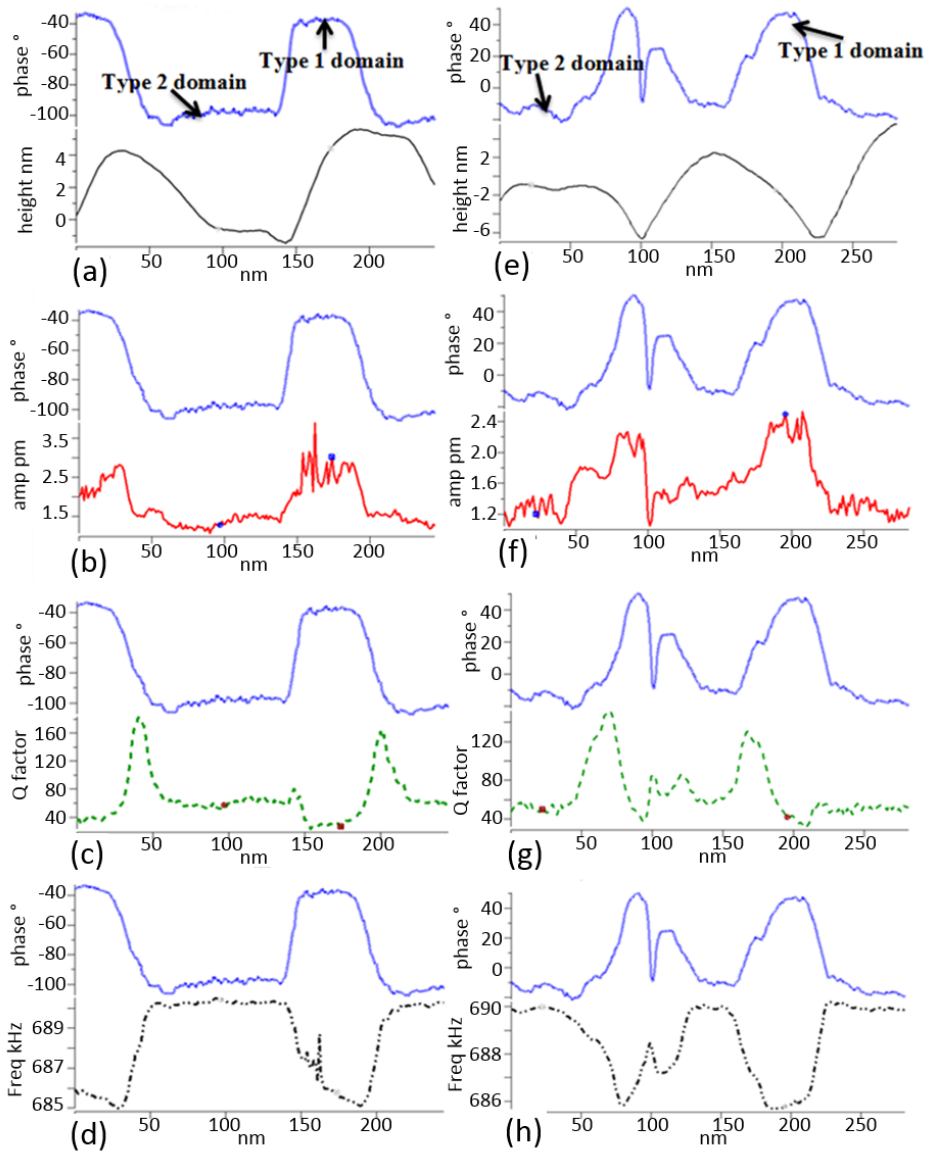 phase °
-40
-60
-80
-100
Type 1 domain
Type 2 domain
height nm
4
2
0
(a)
50
100
150
200
nm
phase °
40
20
0
Type 2 domain
Type 1 domain
height nm
2
-2
-6
(e)
50
100
150
200
250
nm
phase °
-40
-60
-80
-100
amp pm
3.5
2.5
1.5
(b)
50
100
150
200
nm
phase °
40
20
0
amp pm
2.4
2.0
1.6
1.2
(f)
50
100
150
200
250
nm
phase °
-40
-60
-80
-100
Q factor
160
120
80
40
(c)
50
100
150
200
nm
phase °
40
20
0
Q factor
120
80
40
(g)
50
100
150
200
250
nm
phase °
-40
-60
-80
-100
Freq kHz
689
687
685
(d)
50
100
150
200
nm
phase °
40
20
0
Freq kHz
690
688
686
(h)
50
100
150
200
250
nm